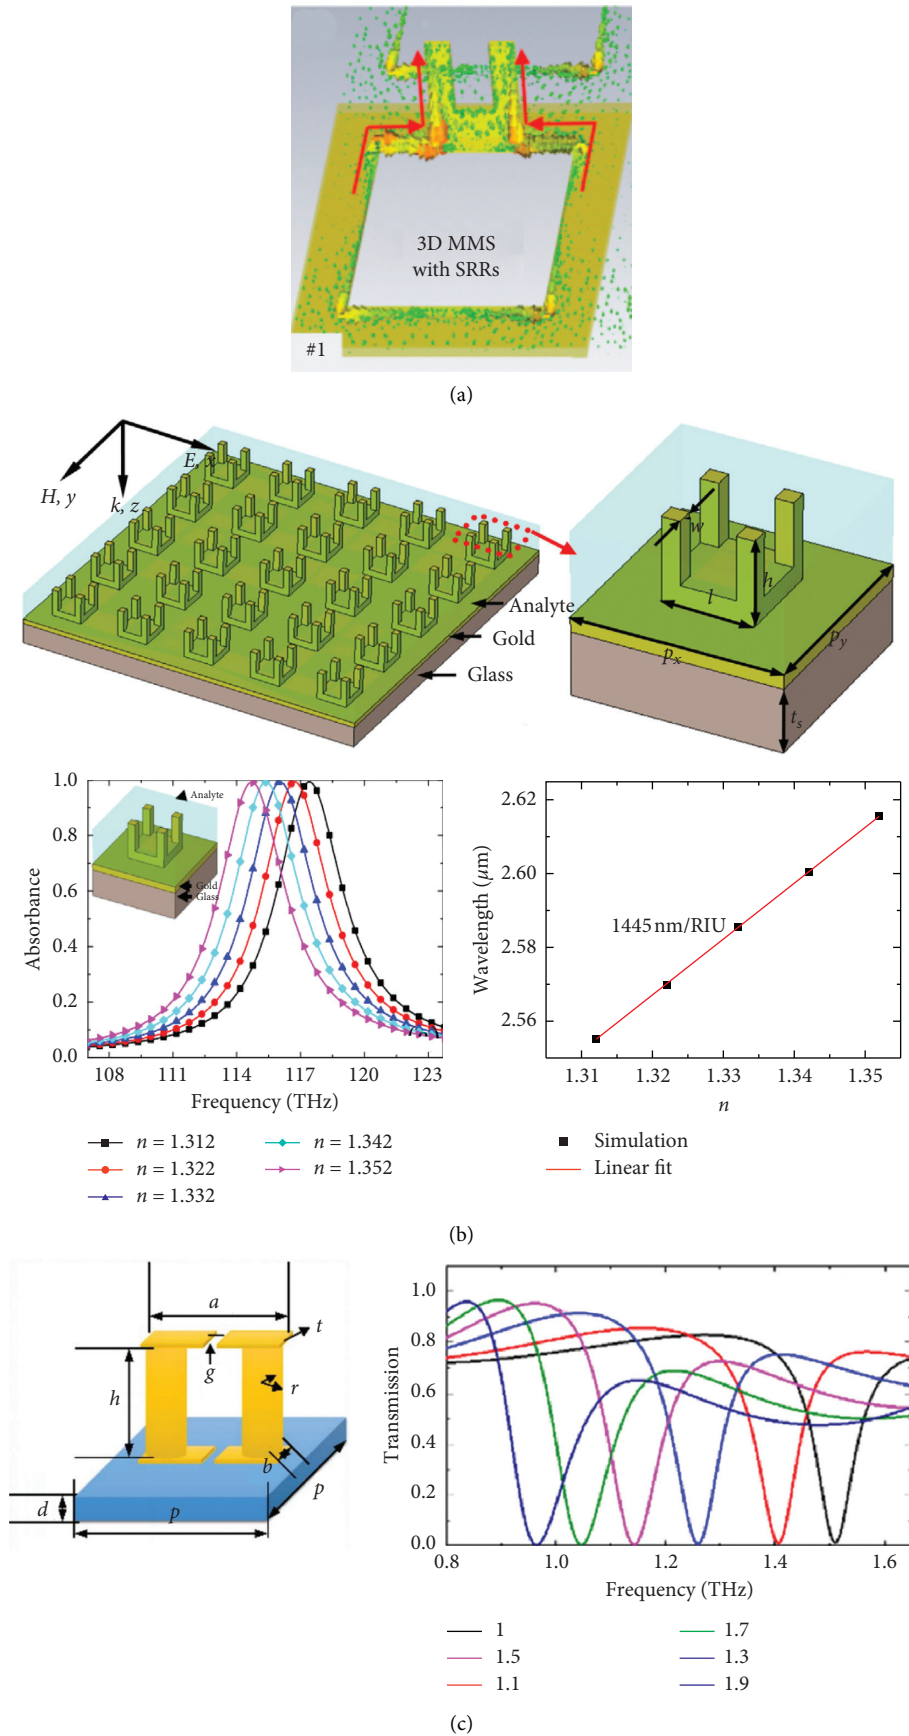 3D MMS
with SRRs
#1
(a)
E, x
H, y
k, z
Analyte
Gold
Glass
w
h
l
p_x
p_y
t_s
1.0
0.8
0.6
0.4
0.2
0.0
Absorbance
Analyte
Gold
Glass
108
111
114
117
120
123
Frequency (THz)
n = 1.312
n = 1.322
n = 1.332
n = 1.342
n = 1.352
2.62
2.60
2.58
2.56
Wavelength (μm)
1445 nm/RIU
1.31
1.32
1.33
1.34
1.35
n
Simulation
Linear fit
(b)
a
t
g
r
h
b
p
d
p
1.0
0.8
0.6
0.4
0.2
0.0
Transmission
0.8
1.0
1.2
1.4
1.6
Frequency (THz)
1
1.5
1.1
1.7
1.3
1.9
(c)